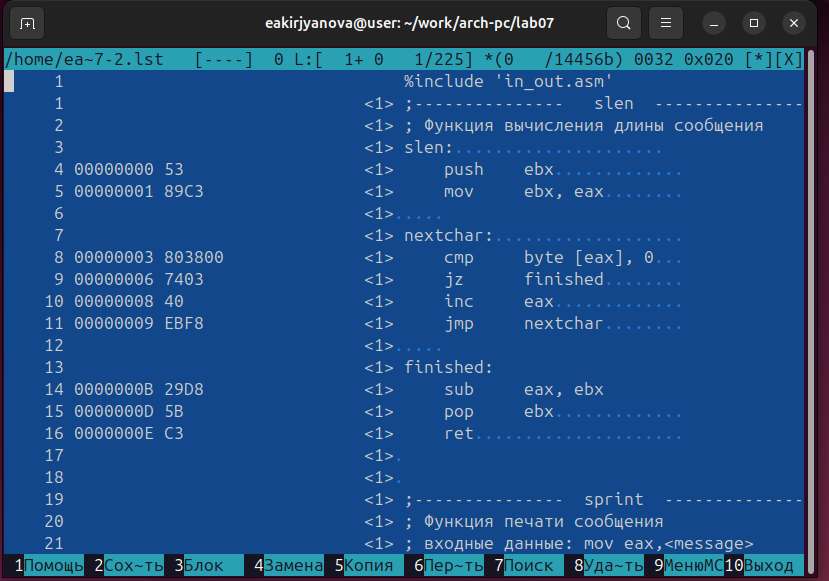 eakirjyanova@user: ~/work/arch-pc/lab07
/home/ea~7-2.lst   [----]  0 L:[  1+ 0   1/225] *(0   /14456b) 0032 0x020 [*][X]
1 %include 'in_out.asm'
1 <1> ;--------------- slen ---------------
2 <1> ; Функция вычисления длины сообщения
3 <1> slen:.....................
4 00000000 53 <1> push ebx.............
5 00000001 89C3 <1> mov ebx, eax........
6 <1>.....
7 <1> nextchar:...................
8 00000003 803800 <1> cmp byte [eax], 0...
9 00000006 7403 <1> jz finished........
10 00000008 40 <1> inc eax.............
11 00000009 EBF8 <1> jmp nextchar........
12 <1>.....
13 <1> finished:
14 0000000B 29D8 <1> sub eax, ebx
15 0000000D 5B <1> pop ebx.............
16 0000000E C3 <1> ret.....................
17 <1>.
18 <1>.
19 <1> ;--------------- sprint --------------
20 <1> ; Функция печати сообщения
21 <1> ; входные данные: mov eax,<message>
1Помощь 2Сох~ть 3Блок 4Замена 5Копия 6Пер~ть 7Поиск 8Уда~ть 9МенюMC 10Выход